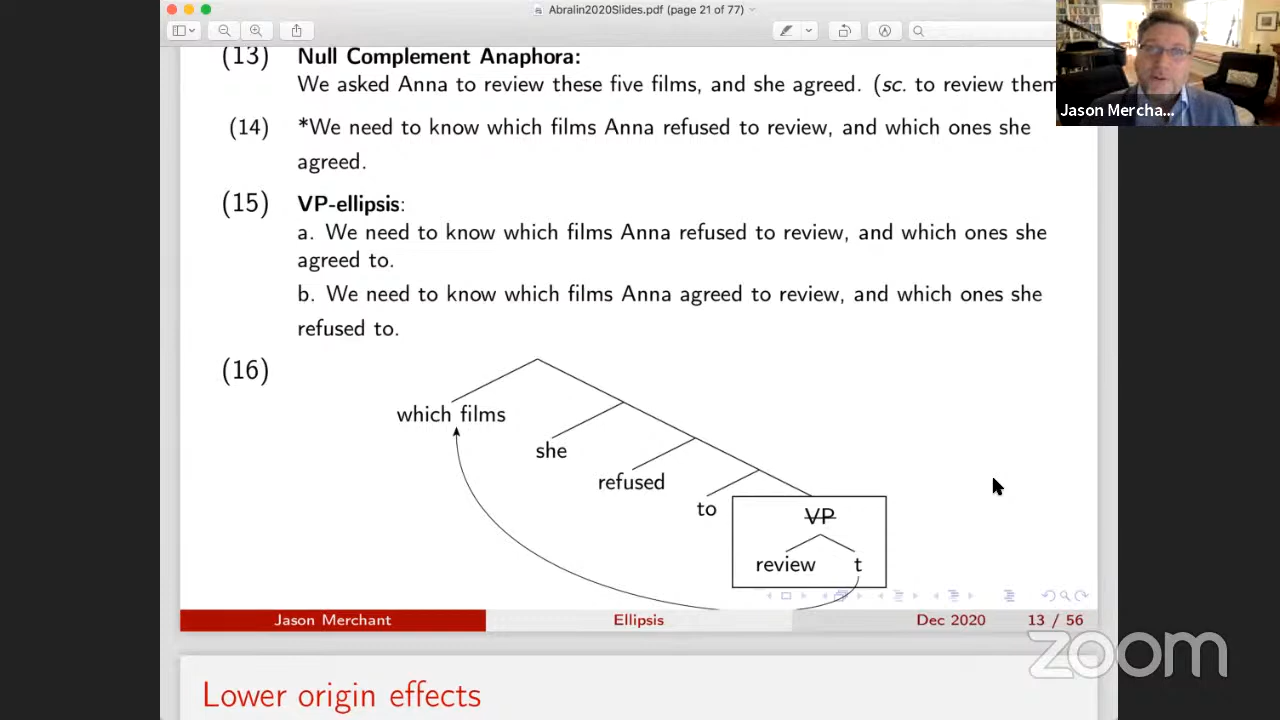 Abralin2020Slides.pdf (page 21 of 77)
(13) Null Complement Anaphora:
We asked Anna to review these five films, and she agreed. (sc. to review them
(14) *We need to know which films Anna refused to review, and which ones she
agreed.
(15) VP-ellipsis:
a. We need to know which films Anna refused to review, and which ones she
agreed to.
b. We need to know which films Anna agreed to review, and which ones she
refused to.
(16)
which films
she
refused
to
VP
review t
Jason Merchant Ellipsis Dec 2020 13 / 56
Lower origin effects
Jason Mercha...
zoom